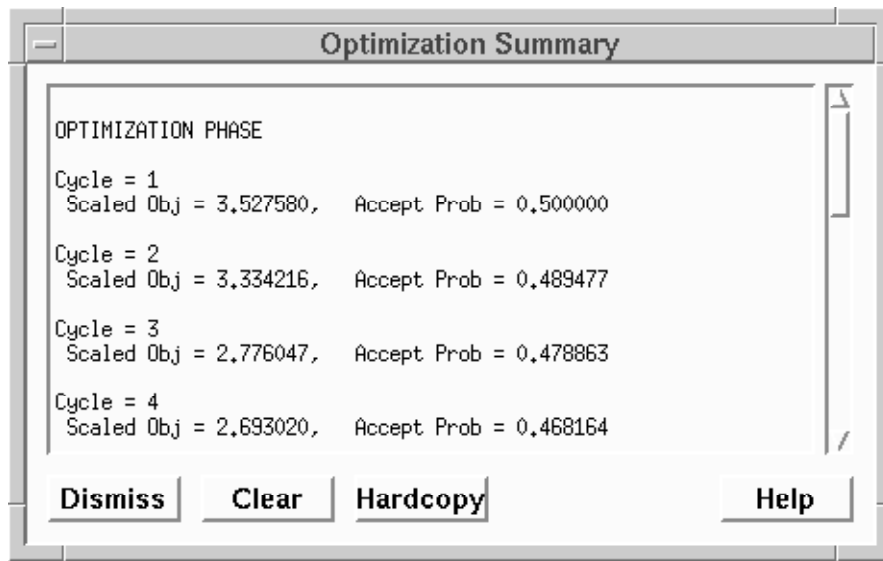 Optimization Summary
OPTIMIZATION PHASE
Cycle = 1
Scaled Obj = 3.527580,   Accept Prob = 0.500000
Cycle = 2
Scaled Obj = 3.334216,   Accept Prob = 0.489477
Cycle = 3
Scaled Obj = 2.776047,   Accept Prob = 0.478863
Cycle = 4
Scaled Obj = 2.693020,   Accept Prob = 0.468164
Dismiss Clear Hardcopy Help